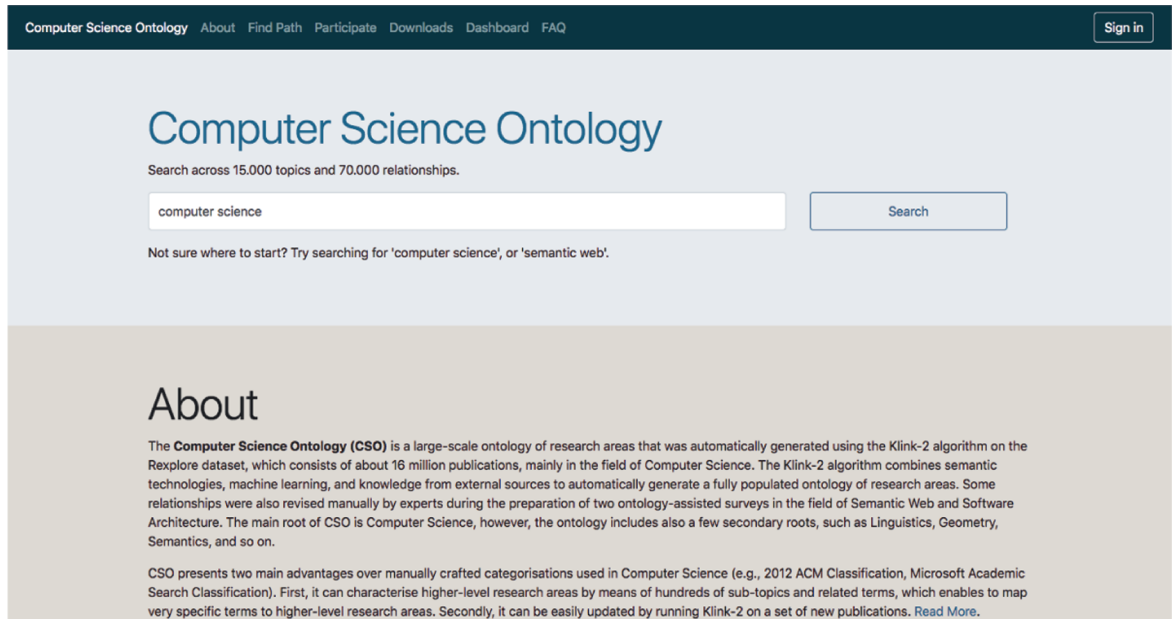 Computer Science Ontology About Find Path Participate Downloads Dashboard FAQ Sign in
Computer Science Ontology
Search across 15.000 topics and 70.000 relationships.
computer science Search
Not sure where to start? Try searching for 'computer science', or 'semantic web'.
About
The Computer Science Ontology (CSO) is a large-scale ontology of research areas that was automatically generated using the Klink-2 algorithm on the
Rexplore dataset, which consists of about 16 million publications, mainly in the field of Computer Science. The Klink-2 algorithm combines semantic
technologies, machine learning, and knowledge from external sources to automatically generate a fully populated ontology of research areas. Some
relationships were also revised manually by experts during the preparation of two ontology-assisted surveys in the field of Semantic Web and Software
Architecture. The main root of CSO is Computer Science, however, the ontology includes also a few secondary roots, such as Linguistics, Geometry,
Semantics, and so on.
CSO presents two main advantages over manually crafted categorisations used in Computer Science (e.g., 2012 ACM Classification, Microsoft Academic
Search Classification). First, it can characterise higher-level research areas by means of hundreds of sub-topics and related terms, which enables to map
very specific terms to higher-level research areas. Secondly, it can be easily updated by running Klink-2 on a set of new publications. Read More.